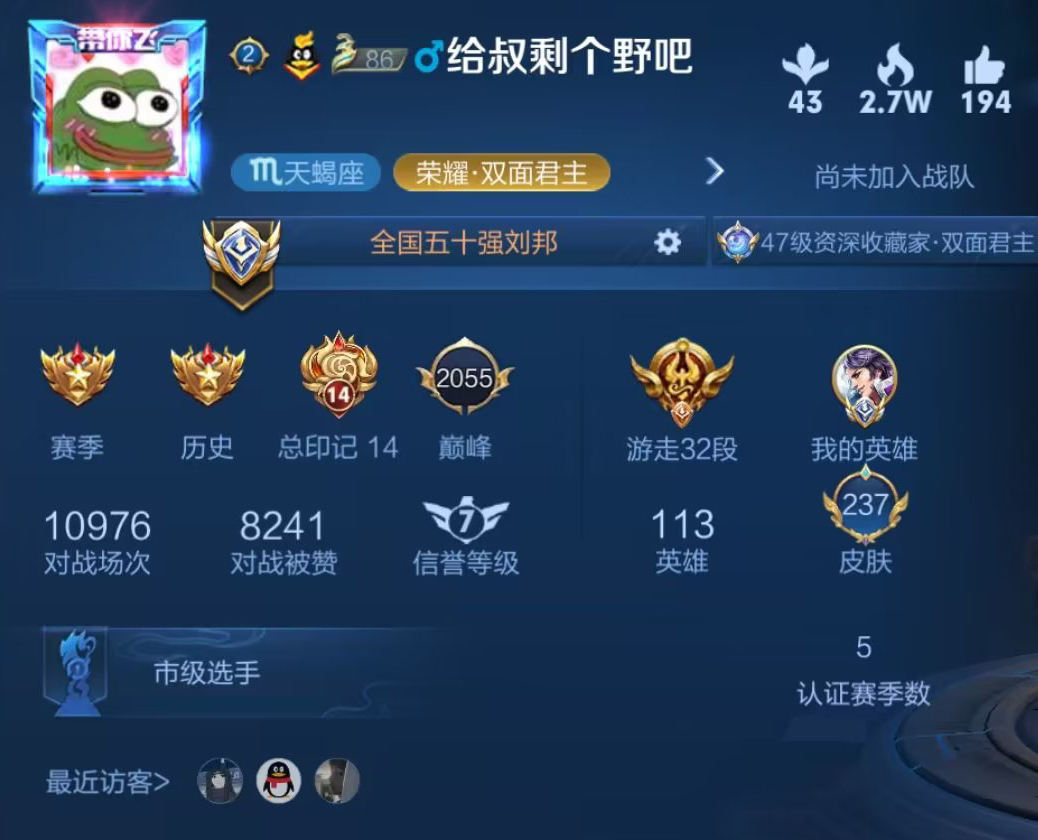 带你飞
2 86 给叔剩个野吧
43 2.7W 194
天蝎座 荣耀·双面君主 > 尚未加入战队
全国五十强刘邦 47级资深收藏家·双面君主
14 2055
赛季 历史 总印记 14 巅峰 游走32段 我的英雄
10976 8241 7 113 237
对战场次 对战被赞 信誉等级 英雄 皮肤
市级选手
5
认证赛季数
最近访客>